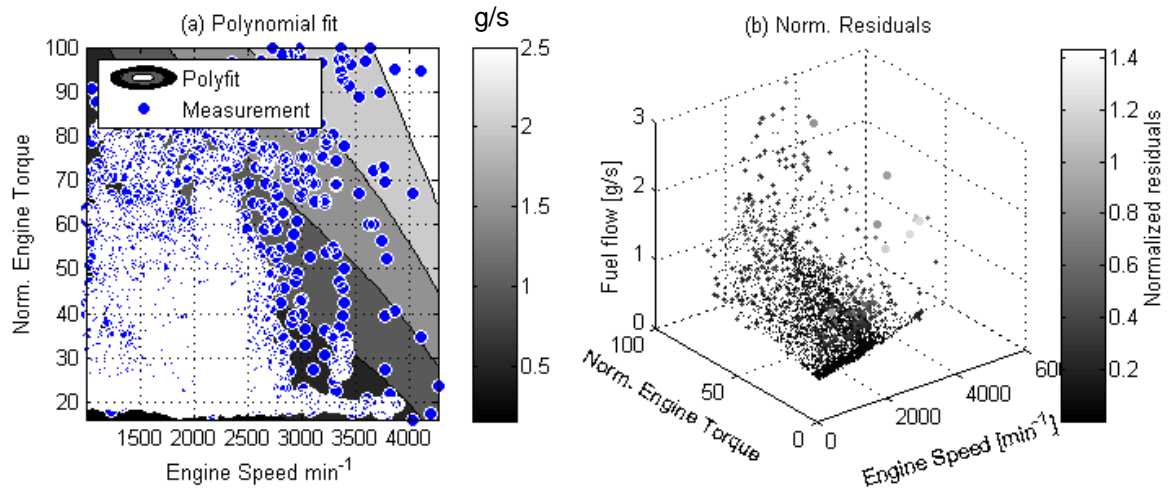 (a) Polynomial fit
g/s
Polyfit
Measurement
100
90
80
70
60
50
40
30
20
Norm. Engine Torque
1500 2000 2500 3000 3500 4000
Engine Speed min-1
2.5
2
1.5
1
0.5
(b) Norm. Residuals
3
2
1
0
Fuel flow [g/s]
100
50
0
Norm. Engine Torque
0
2000
4000
Engine Speed [min-1]
1.4
1.2
1
0.8
0.6
0.4
0.2
Normalized residuals